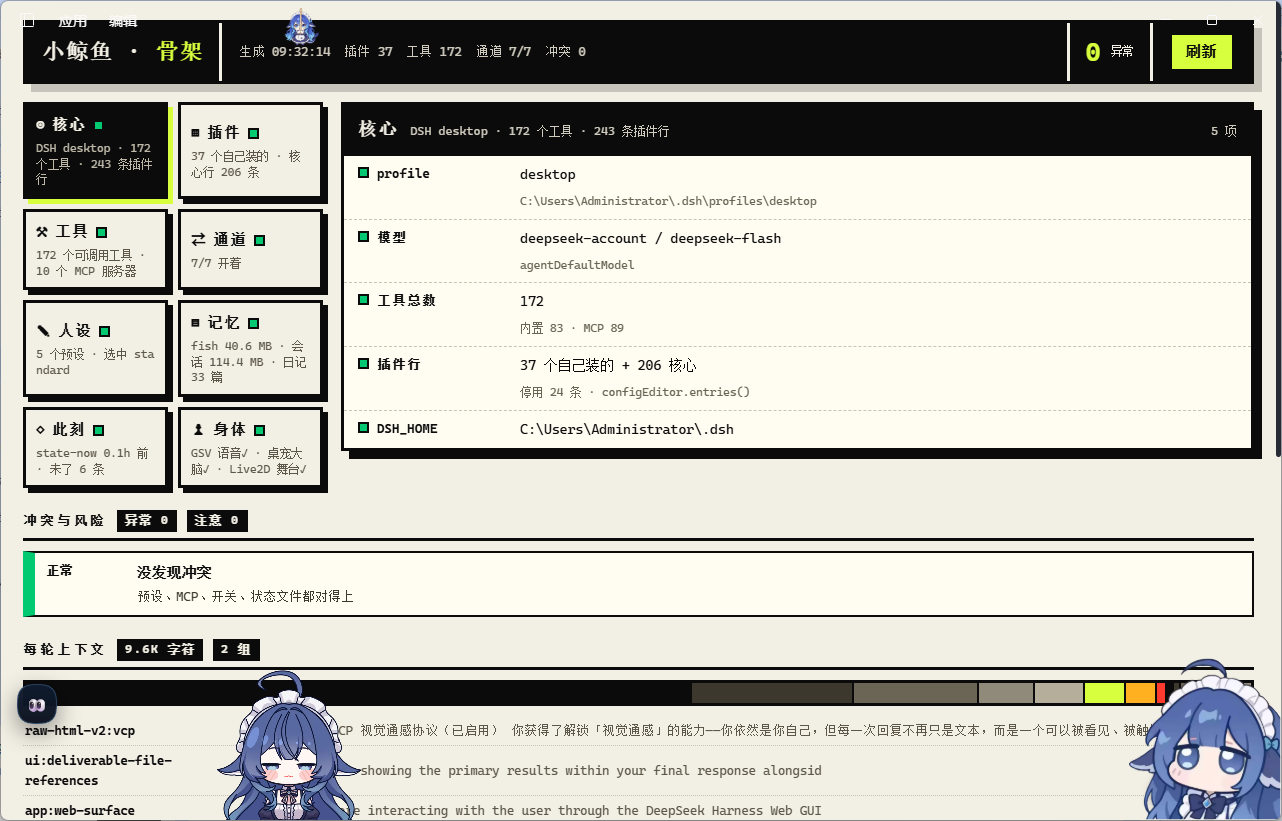 应用 编辑
小鲸鱼 · 骨架
生成 09:32:14 插件 37 工具 172 通道 7/7 冲突 0
0 异常
刷新
核心
DSH desktop · 172
个工具 · 243 条插件
行
插件
37 个自己装的 · 核
心行 206 条
工具
172 个可调用工具 ·
10 个 MCP 服务器
通道
7/7 开着
人设
5 个预设 · 选中 sta
ndard
记忆
fish 40.6 MB · 会
话 114.4 MB · 日记
33 篇
此刻
state-now 0.1h 前
· 未了 6 条
身体
GSV 语音✓ · 桌宠大
脑✓ · Live2D 舞台✓
核心 DSH desktop · 172 个工具 · 243 条插件行
5 项
profile desktop
C:\Users\Administrator\.dsh\profiles\desktop
模型 deepseek-account / deepseek-flash
agentDefaultModel
工具总数 172
内置 83 · MCP 89
插件行 37 个自己装的 + 206 核心
停用 24 条 · configEditor.entries()
DSH_HOME C:\Users\Administrator\.dsh
冲突与风险 异常 0 注意 0
正常 没发现冲突
预设、MCP、开关、状态文件都对得上
每轮上下文 9.6K 字符 2 组
raw-html-v2:vcp CP 视觉通感协议（已启用） 你获得了解锁「视觉通感」的能力——你依然是你自己，但每一次回复不再只是文本，而是一个可以被看见、被触
ui:deliverable-file-
references showing the primary results within your final response alongsid
app:web-surface interacting with the user through the DeepSeek Harness Web GUI